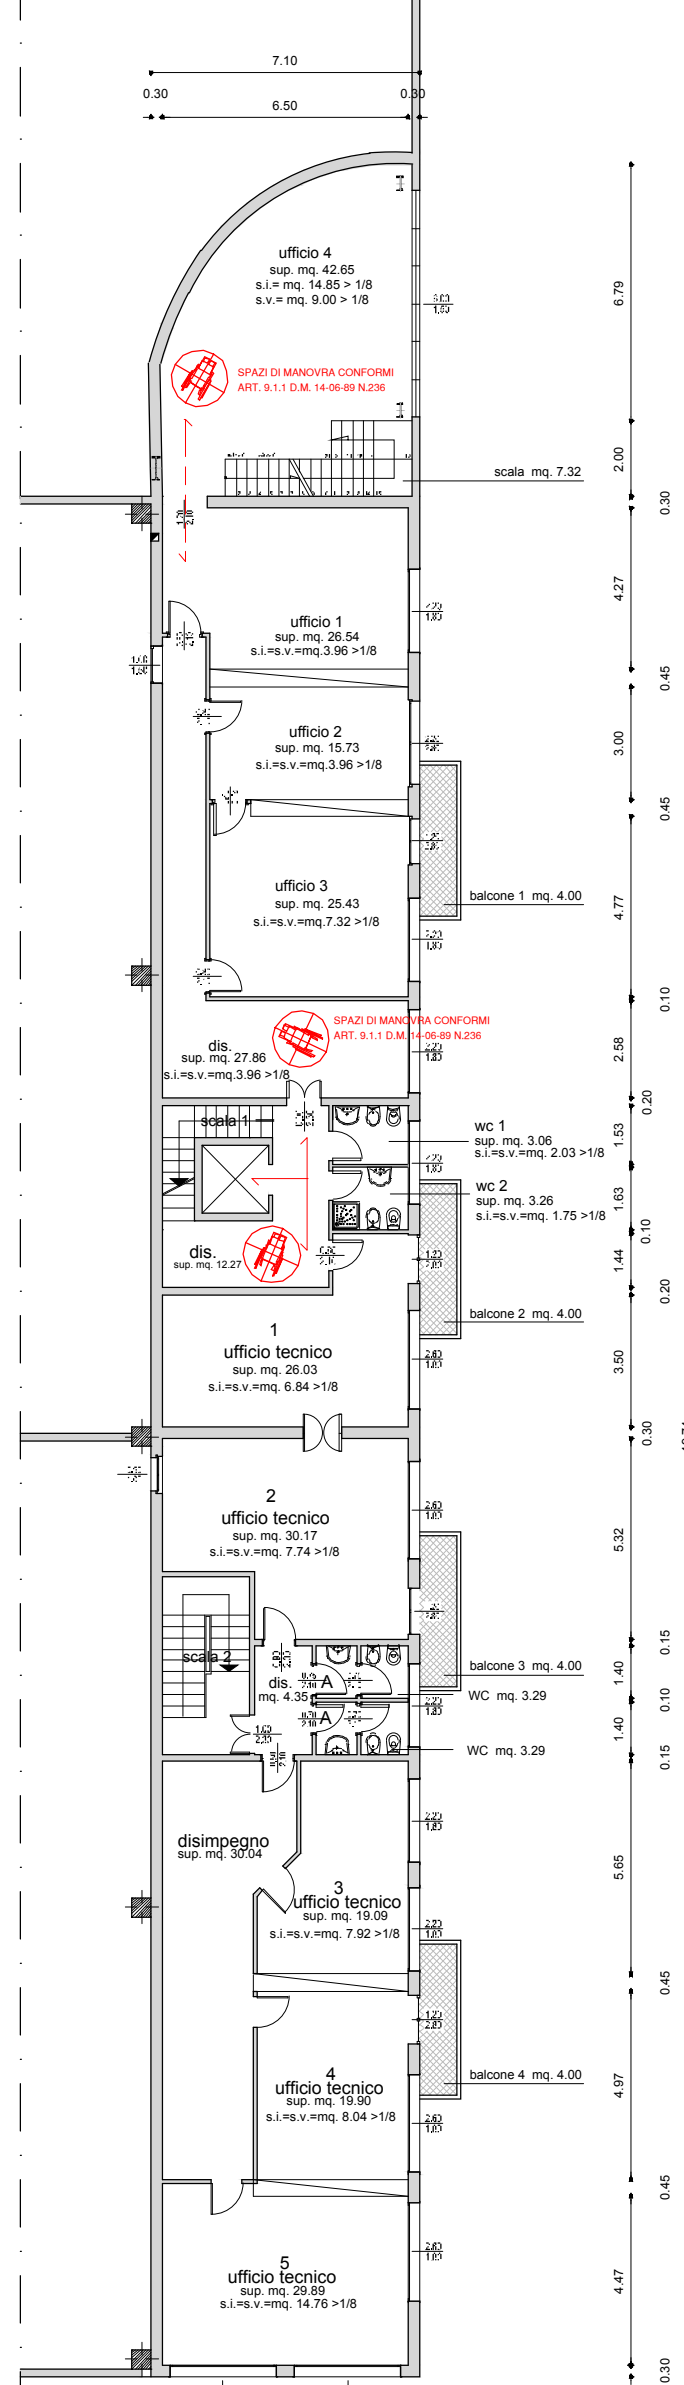 7.10
0.30
0.30
6.50
ufficio 4
sup. mq. 42.65
s.i.= mq. 14.85 > 1/8
s.v.= mq. 9.00 > 1/8
6.79
SPAZI DI MANOVRA CONFORMI
ART. 9.1.1 D.M. 14-06-89 N.236
2.00
scala mq. 7.32
0.30
4.27
ufficio 1
sup. mq. 26.54
s.i.=s.v.=mq.3.96 >1/8
0.45
ufficio 2
sup. mq. 15.73
s.i.=s.v.=mq.3.96 >1/8
3.00
0.45
ufficio 3
sup. mq. 25.43
s.i.=s.v.=mq.7.32 >1/8
balcone 1 mq. 4.00
4.77
0.10
SPAZI DI MANOVRA CONFORMI
ART. 9.1.1 D.M. 14-06-89 N.236
dis.
sup. mq. 27.86
s.i.=s.v.=mq.3.96 >1/8
2.58
0.20
scala 1
wc 1
sup. mq. 3.06
s.i.=s.v.=mq. 2.03 >1/8
1.53
wc 2
sup. mq. 3.26
s.i.=s.v.=mq. 1.75 >1/8
1.63
0.10
dis.
sup. mq. 12.27
1.44
0.20
balcone 2 mq. 4.00
1
ufficio tecnico
sup. mq. 26.03
s.i.=s.v.=mq. 6.84 >1/8
3.50
0.30
2
ufficio tecnico
sup. mq. 30.17
s.i.=s.v.=mq. 7.74 >1/8
5.32
0.15
scala 2
balcone 3 mq. 4.00
1.40
dis.
mq. 4.35
A
WC mq. 3.29
0.10
A
1.40
WC mq. 3.29
0.15
disimpegno
sup. mq. 30.04
5.65
3
ufficio tecnico
sup. mq. 19.09
s.i.=s.v.=mq. 7.92 >1/8
0.45
4
ufficio tecnico
sup. mq. 19.90
s.i.=s.v.=mq. 8.04 >1/8
balcone 4 mq. 4.00
4.97
0.45
5
ufficio tecnico
sup. mq. 29.89
s.i.=s.v.=mq. 14.76 >1/8
4.47
0.30